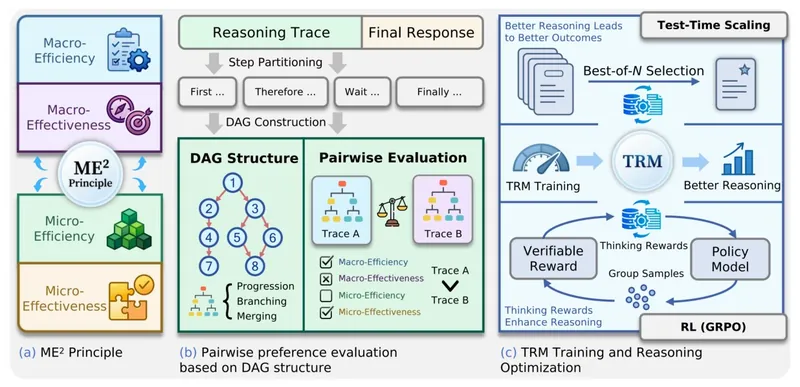 Macro-
Efficiency
Macro-
Effectiveness
ME² 
Principle
Micro-
Efficiency
Micro-
Effectiveness
(a) ME² Principle
Reasoning Trace
Final Response
Step Partitioning
First ...
Therefore ...
Wait ...
Finally ...
DAG Construction
DAG Structure
1
2
3
4
5
6
7
8
Progression
Branching
Merging
Pairwise Evaluation
Trace A
Trace B
Macro-Efficiency
Macro-Effectiveness
Micro-Efficiency
Micro-Effectiveness
Trace A
Trace B
(b) Pairwise preference evaluation
based on DAG structure
Better Reasoning Leads
to Better Outcomes
Test-Time Scaling
Best-of-N Selection
TRM Training
TRM
Better Reasoning
Verifiable
Reward
Thinking Rewards
Policy
Model
Group Samples
Thinking Rewards
Enhance Reasoning
RL (GRPO)
(c) TRM Training and Reasoning
Optimization